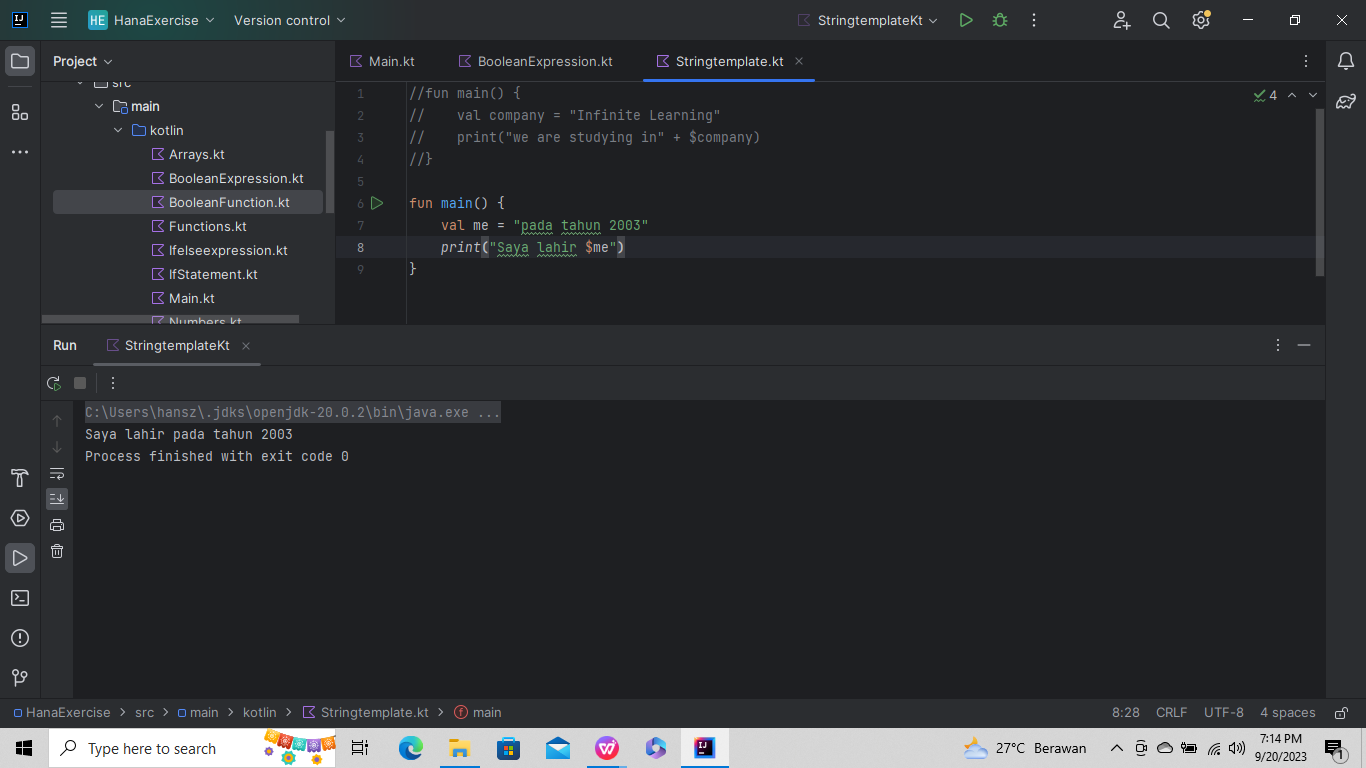 HE HanaExercise Version control StringtemplateKt
Project
Main.kt BooleanExpression.kt Stringtemplate.kt
src
main
kotlin
Arrays.kt
BooleanExpression.kt
BooleanFunction.kt
Functions.kt
Ifelseexpression.kt
IfStatement.kt
Main.kt
Numbers.kt
4
1 //fun main() {
2 //    val company = "Infinite Learning"
3 //    print("we are studying in" + $company)
4 //}
5
6 fun main() {
7     val me = "pada tahun 2003"
8     print("Saya lahir $me")
9 }
Run StringtemplateKt
C:\Users\hansz\.jdks\openjdk-20.0.2\bin\java.exe ...
Saya lahir pada tahun 2003
Process finished with exit code 0
HanaExercise > src > main > kotlin > Stringtemplate.kt > main 8:28 CRLF UTF-8 4 spaces
Type here to search 27°C Berawan 7:14 PM
9/20/2023
1